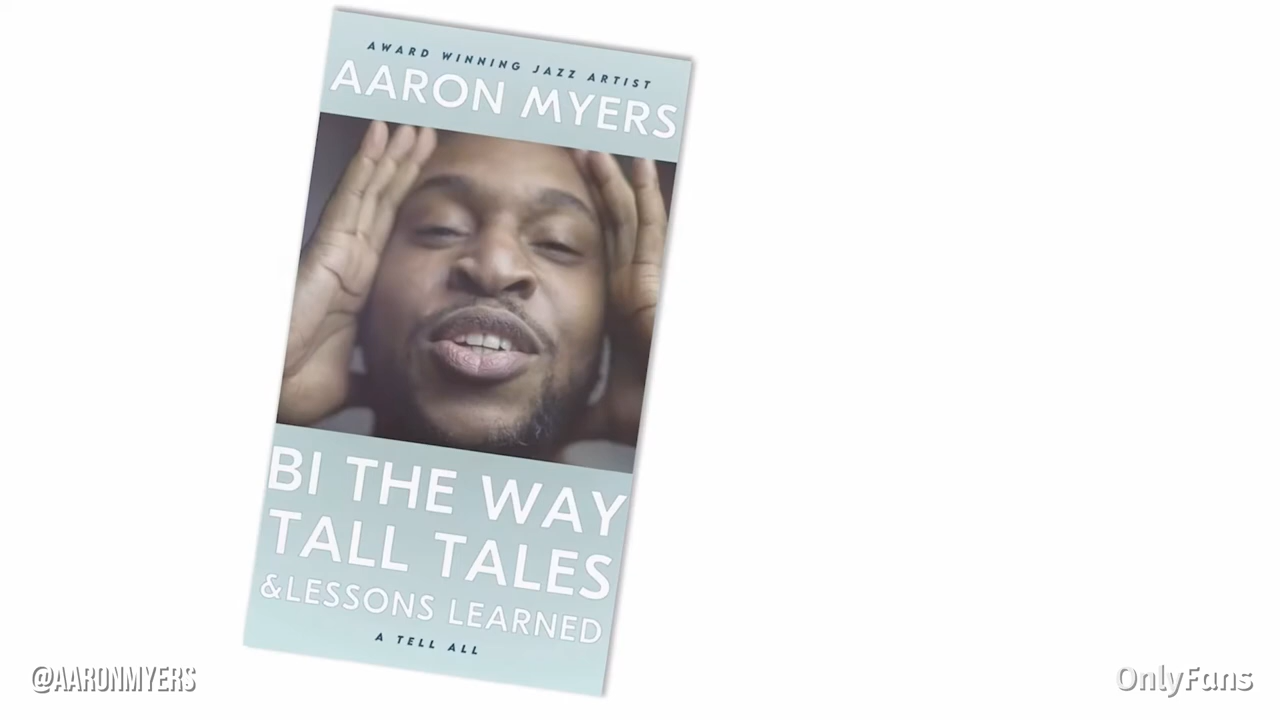 AWARD WINNING JAZZ ARTIST
AARON MYERS
BI THE WAY
TALL TALES
&LESSONS LEARNED
A TELL ALL
@AARONMYERS
OnlyFans